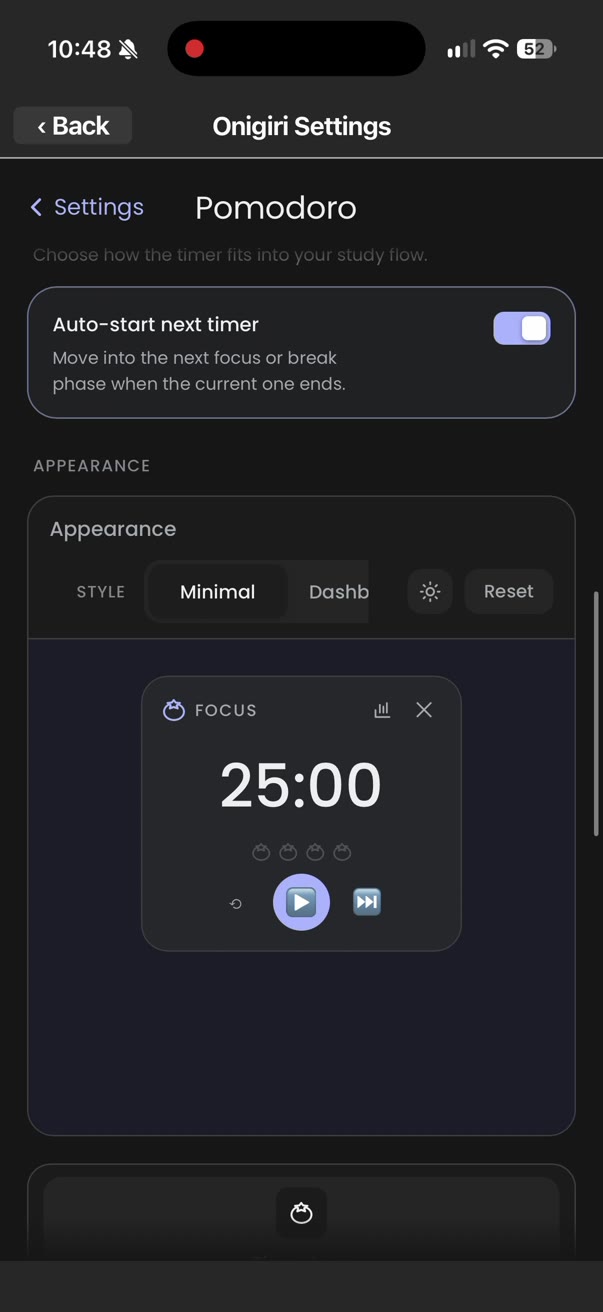 10:48
52
‹ Back
Onigiri Settings
Settings
Pomodoro
Choose how the timer fits into your study flow.
Auto-start next timer
Move into the next focus or break
phase when the current one ends.
APPEARANCE
Appearance
STYLE
Minimal
Dashb
Reset
FOCUS
25:00